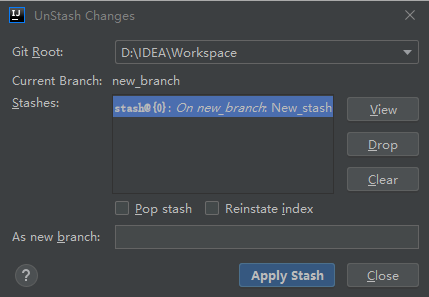 IJ UnStash Changes
Git Root: D:\IDEA\Workspace
Current Branch: new_branch
Stashes: stash@{0}: On new_branch: New_stash
View
Drop
Clear
Pop stash Reinstate index
As new branch:
? Apply Stash Close